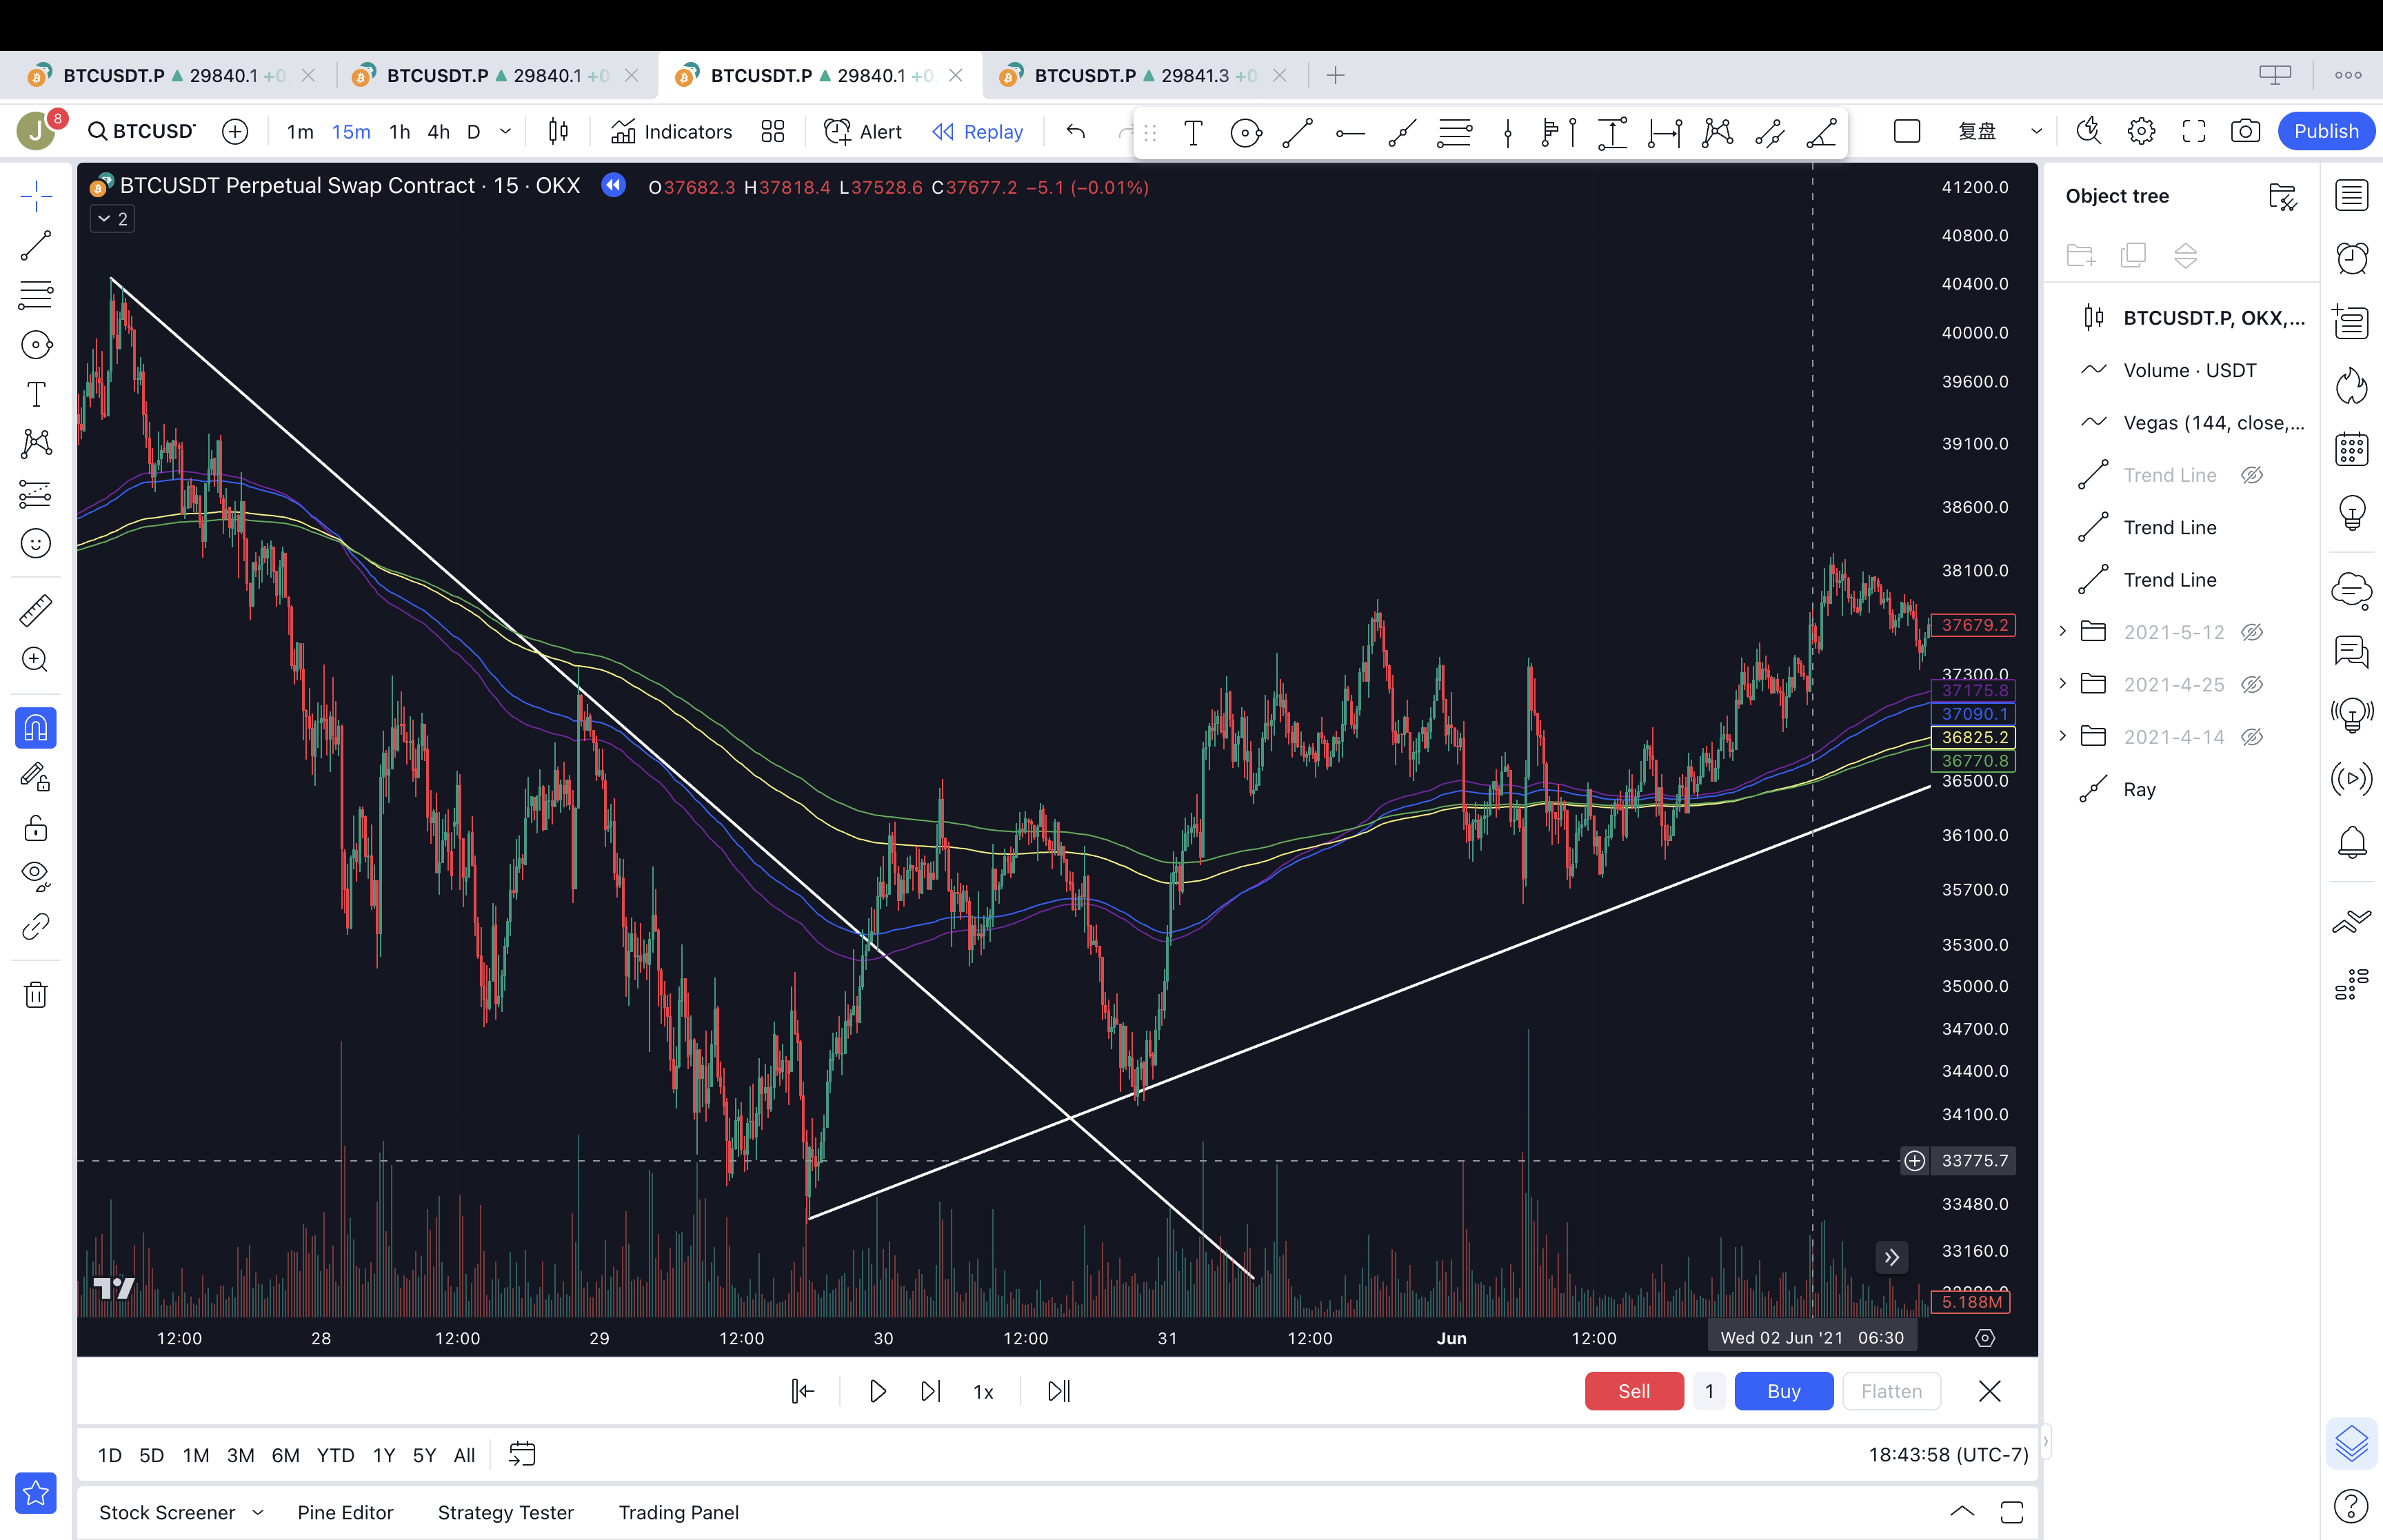 BTCUSDT.P 29840.1 +0
BTCUSDT.P 29840.1 +0
BTCUSDT.P 29840.1 +0
BTCUSDT.P 29841.3 +0
J 8 BTCUSDT 1m 15m 1h 4h D Indicators Alert Replay 复盘 Publish
BTCUSDT Perpetual Swap Contract · 15 · OKX O37682.3 H37818.4 L37528.6 C37677.2 −5.1 (−0.01%)
2
41200.0
40800.0
40400.0
40000.0
39600.0
39100.0
38600.0
38100.0
37679.2
37300.0
37175.8
37090.1
36825.2
36770.8
36500.0
36100.0
35700.0
35300.0
35000.0
34700.0
34400.0
34100.0
33775.7
33480.0
33160.0
5.188M
12:00 28 12:00 29 12:00 30 12:00 31 12:00 Jun 12:00 Wed 02 Jun '21 06:30
Object tree
BTCUSDT.P, OKX,...
Volume · USDT
Vegas (144, close,...
Trend Line
Trend Line
Trend Line
2021-5-12
2021-4-25
2021-4-14
Ray
1x Sell 1 Buy Flatten
1D 5D 1M 3M 6M YTD 1Y 5Y All 18:43:58 (UTC-7)
Stock Screener Pine Editor Strategy Tester Trading Panel